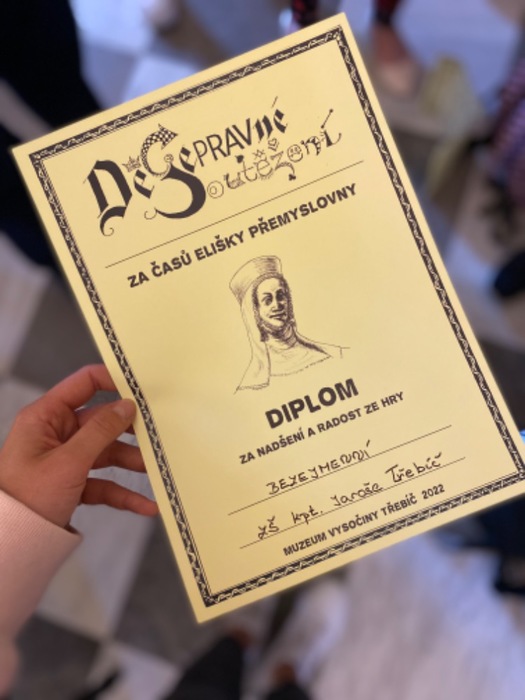 DěJePRAVné
Soutěžení
ZA ČASŮ ELIŠKY PŘEMYSLOVNY
DIPLOM
ZA NADŠENÍ A RADOST ZE HRY
BEZEJMENNÍ
ZŠ kpt. Jaroše Třebíč
MUZEUM VYSOČINY TŘEBÍČ 2022